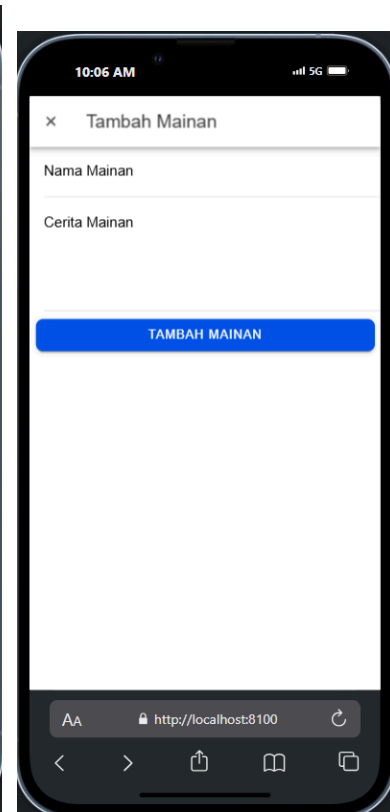 10:06 AM
5G
× Tambah Mainan
Nama Mainan
Cerita Mainan
TAMBAH MAINAN
AA http://localhost:8100